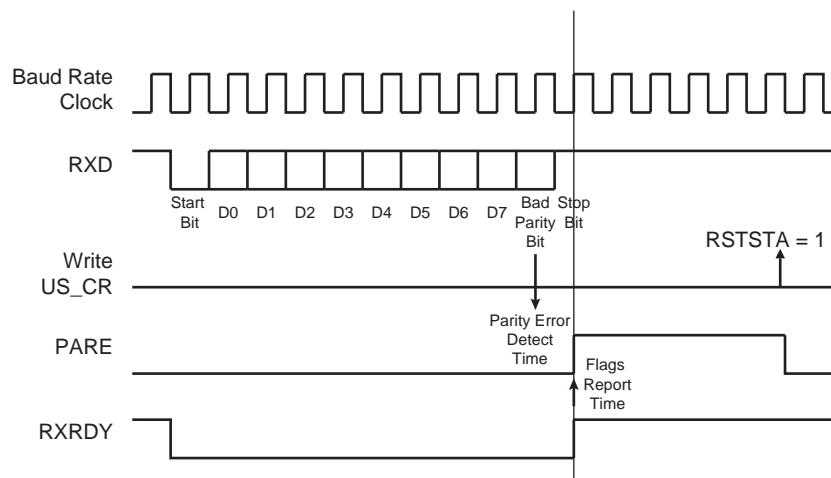 Baud Rate
Clock
RXD
Start
Bit
D0 D1 D2 D3 D4 D5 D6 D7
Bad
Parity
Bit
Stop
Bit
RSTSTA = 1
Write
US_CR
Parity Error
Detect
Time
PARE
Flags
Report
Time
RXRDY